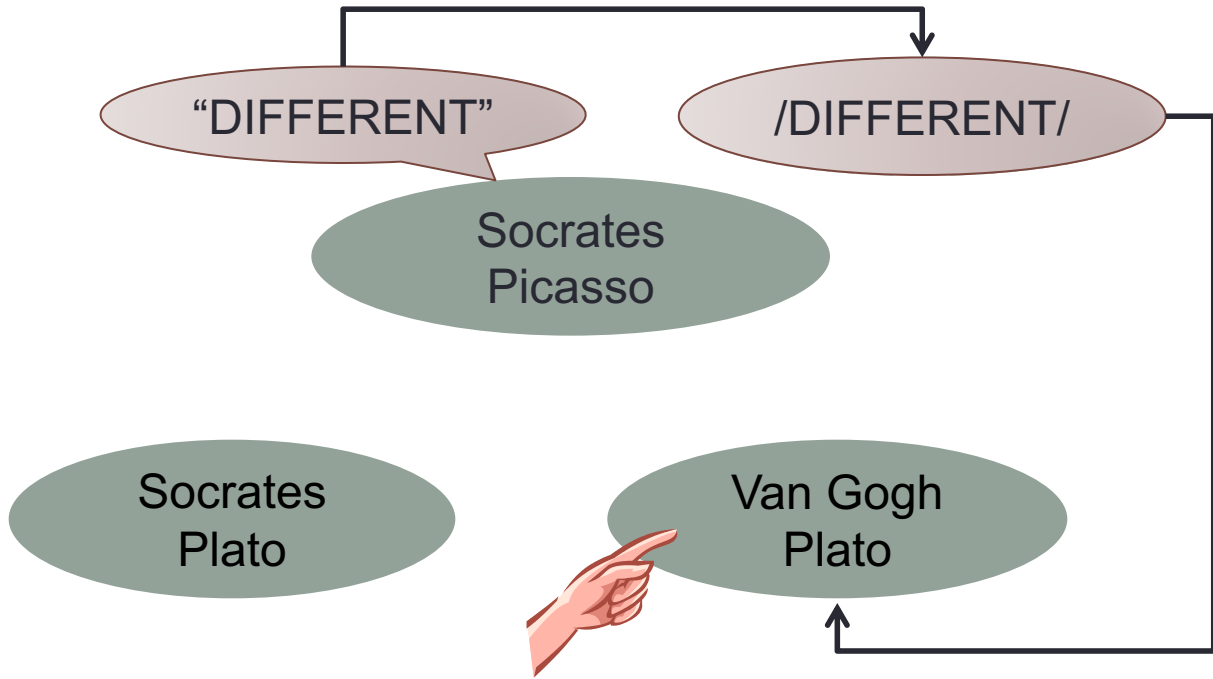 “DIFFERENT”
/DIFFERENT/
Socrates
Picasso
Socrates
Plato
Van Gogh
Plato